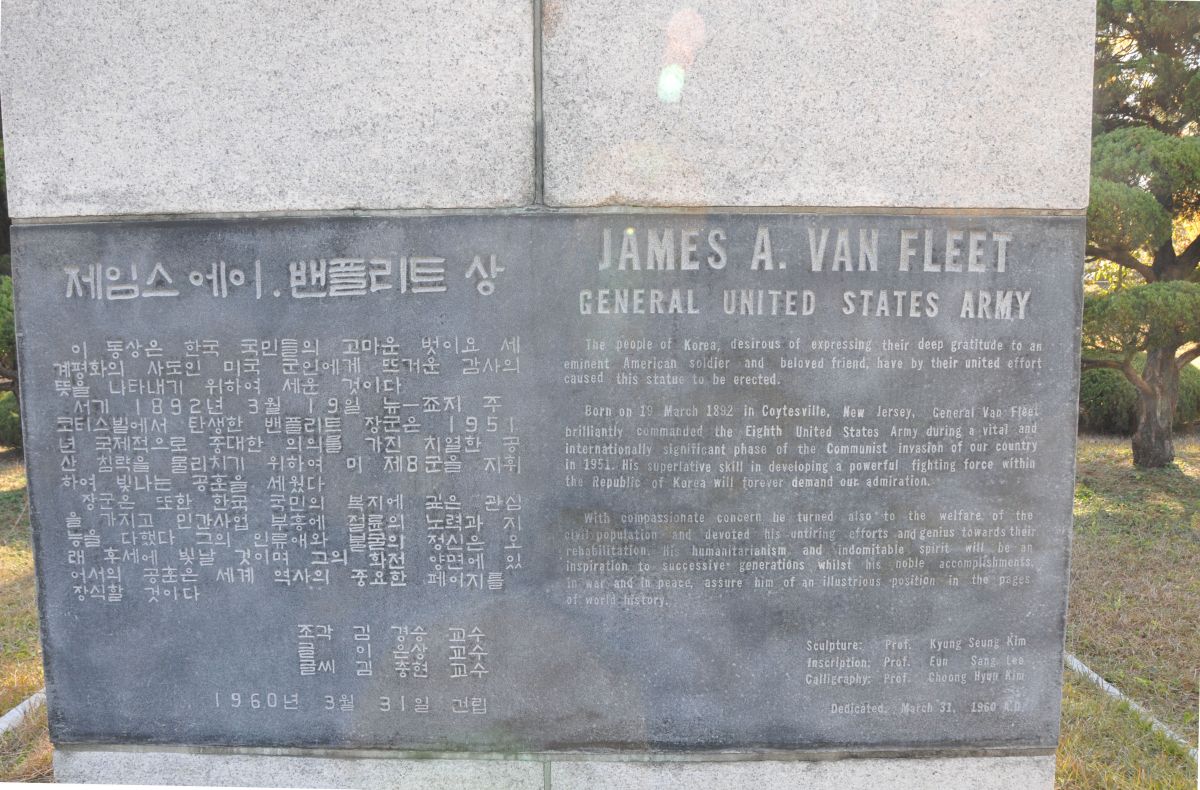 제임스 에이. 밴플리트 상
이 동상은 한국 국민들의 고마운 벗이요 세
계평화의 사도인 미국 군인에게 뜨거운 감사의
뜻을 나타내기 위하여 세운 것이다
서기 1892년 3월 19일 뉴—죠지 주
코티스빌에서 탄생한 밴플리트 장군은 1951
년 국제적으로 중대한 의의를 가진 치열한 공
산 침략을 물리치기 위하여 미 제8군을 지휘
하여 빛나는 공훈을 세웠다
장군은 또한 한국 국민의 복지에 깊은 관심
을 가지고 민간사업 부흥에 절륜의 노력과 지
능을 다했다 그의 인류애와 불굴의 정신은 오
래 후세에 빛날 것이며 그의 화전 양면에 있
어서의 공훈은 세계 역사의 중요한 페이지를
장식할 것이다
조각 김 경승 교수
글 이 은상 교수
글씨 김 충현 교수
1960년 3월 31일 건립
JAMES A. VAN FLEET
GENERAL UNITED STATES ARMY
The people of Korea, desirous of expressing their deep gratitude to an
eminent American soldier and beloved friend, have by their united effort
caused this statue to be erected.
Born on 19 March 1892 in Coytesville, New Jersey, General Van Fleet
brilliantly commanded the Eighth United States Army during a vital and
internationally significant phase of the Communist invasion of our country
in 1951. His superlative skill in developing a powerful fighting force within
the Republic of Korea will forever demand our admiration.
With compassionate concern he turned also to the welfare of the
civil population and devoted his untiring efforts and genius towards their
rehabilitation. His humanitarianism and indomitable spirit will be an
inspiration to successive generations whilst his noble accomplishments,
in war and in peace, assure him of an illustrious position in the pages
of world history.
Sculpture: Prof. Kyung Seung Kim
Inscription: Prof. Eun Sang Lee
Calligraphy: Prof. Choong Hyun Kim
Dedicated, March 31, 1960 A.D.